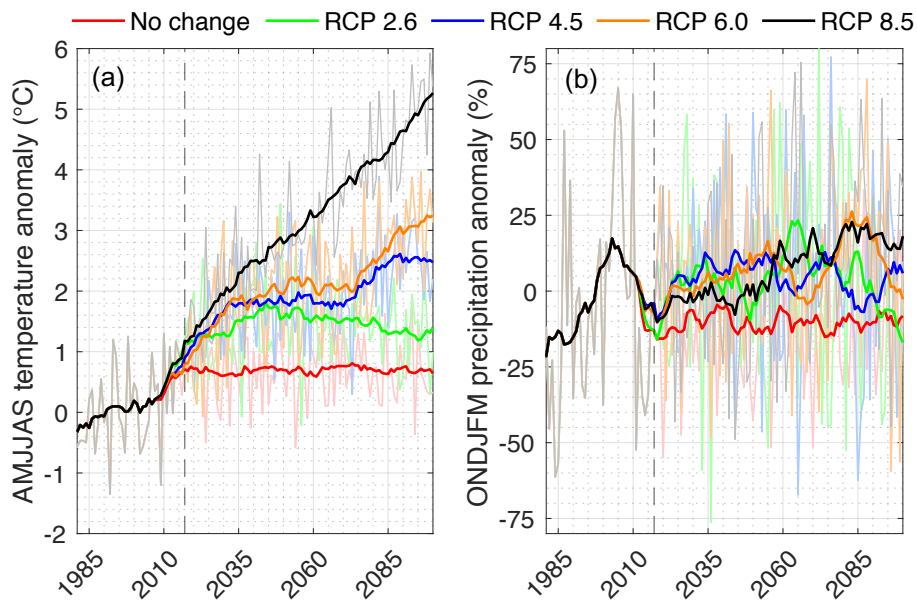 No change RCP 2.6 RCP 4.5 RCP 6.0 RCP 8.5
(a)
AMJJAS temperature anomaly (°C)
6
5
4
3
2
1
0
-1
-2
1985 2010 2035 2060 2085
(b)
ONDJFM precipitation anomaly (%)
75
50
25
0
-25
-50
-75
1985 2010 2035 2060 2085